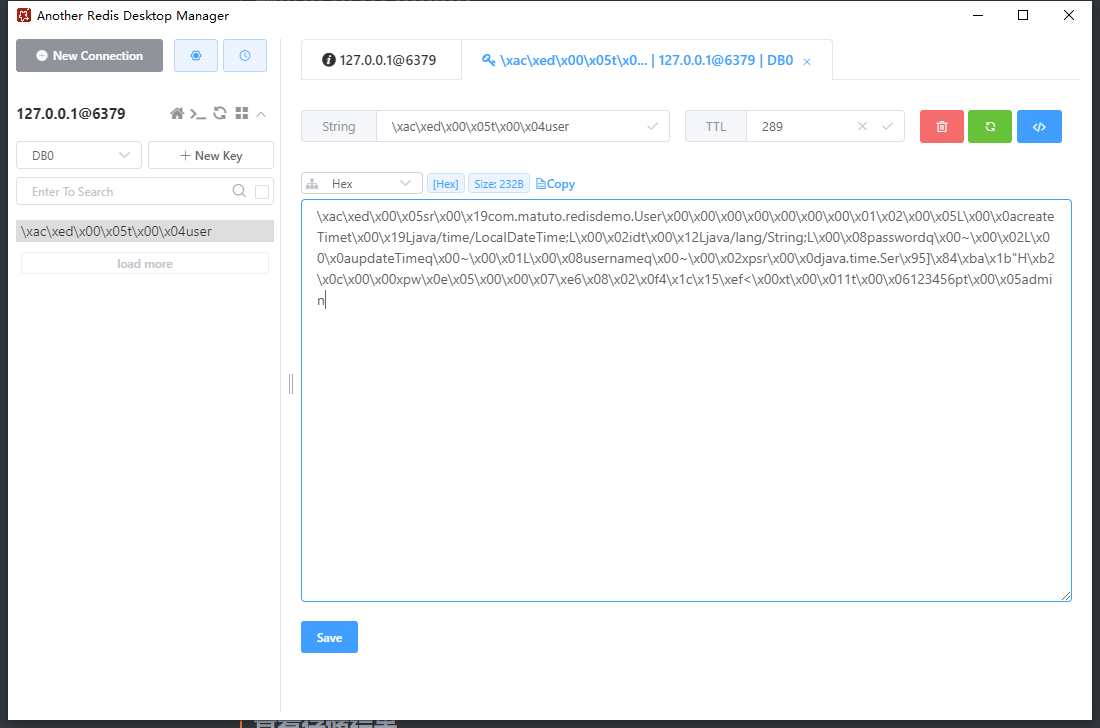 Another Redis Desktop Manager
New Connection
127.0.0.1@6379
DB0
New Key
Enter To Search
\xac\xed\x00\x05t\x00\x04user
load more
127.0.0.1@6379
\xac\xed\x00\x05t\x0... | 127.0.0.1@6379 | DB0
String
\xac\xed\x00\x05t\x00\x04user
TTL
289
Hex
[Hex]
Size: 232B
Copy
\xac\xed\x00\x05sr\x00\x19com.matuto.redisdemo.User\x00\x00\x00\x00\x00\x00\x00\x01\x02\x00\x05L\x00\x0acreate
Timet\x00\x19Ljava/time/LocalDateTime;L\x00\x02idt\x00\x12Ljava/lang/String;L\x00\x08passwordq\x00~\x00\x02L\x0
0\x0aupdateTimeq\x00~\x00\x01L\x00\x08usernameq\x00~\x00\x02xpsr\x00\x0djava.time.Ser\x95]\x84\xba\x1b"H\xb2
\x0c\x00\x00xpw\x0e\x05\x00\x00\x07\xe6\x08\x02\x0f4\x1c\x15\xef<\x00xt\x00\x011t\x00\x06123456pt\x00\x05admi
n
Save